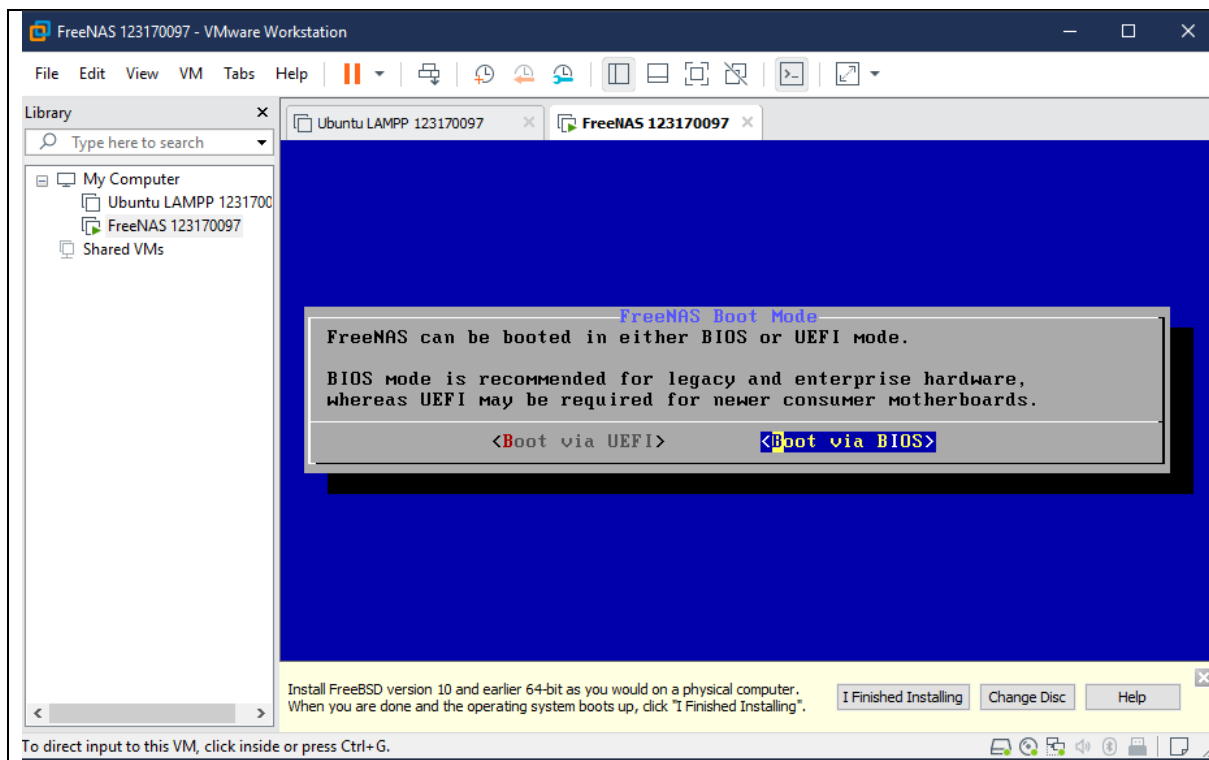 FreeNAS 123170097 - VMware Workstation
File Edit View VM Tabs Help
Library
Type here to search
My Computer
Ubuntu LAMPP 1231700
FreeNAS 123170097
Shared VMs
Ubuntu LAMPP 123170097
FreeNAS 123170097
FreeNAS Boot Mode
FreeNAS can be booted in either BIOS or UEFI mode.
BIOS mode is recommended for legacy and enterprise hardware,
whereas UEFI may be required for newer consumer motherboards.
<Boot via UEFI> <Boot via BIOS>
Install FreeBSD version 10 and earlier 64-bit as you would on a physical computer.
When you are done and the operating system boots up, click "I Finished Installing".
I Finished Installing Change Disc Help
To direct input to this VM, click inside or press Ctrl+G.